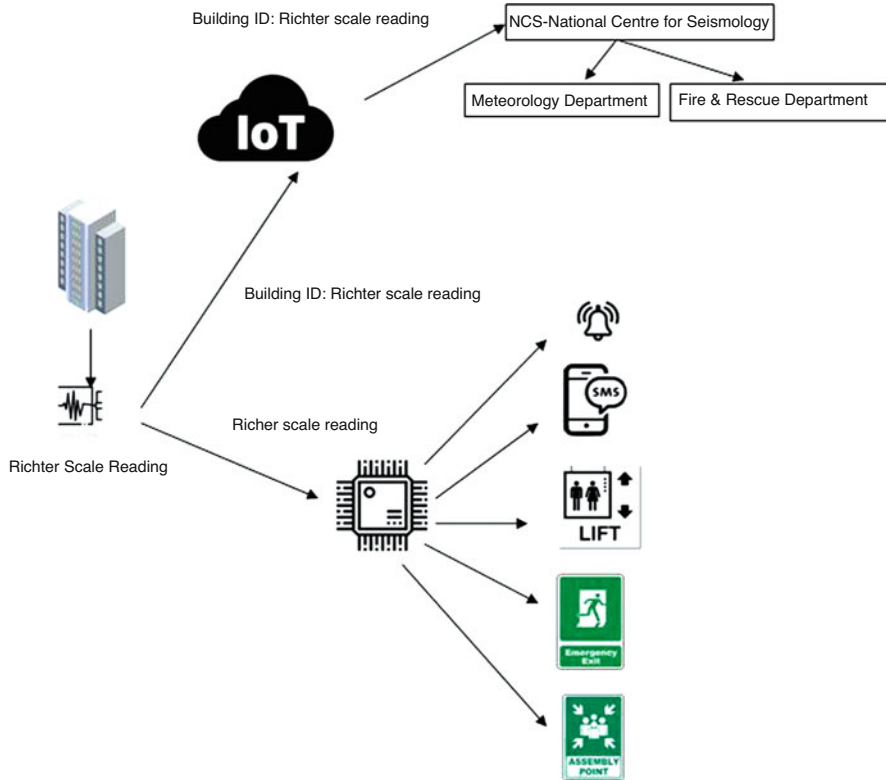 Building ID: Richter scale reading
NCS-National Centre for Seismology
Meteorology Department
Fire & Rescue Department
IoT
Building ID: Richter scale reading
Richer scale reading
Richter Scale Reading
SMS
LIFT
Emergency
Exit
ASSEMBLY
POINT